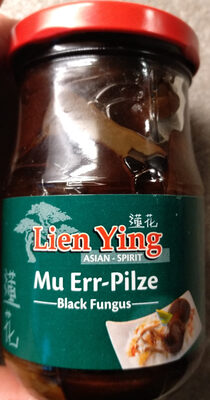 蓮花
Lien Ying
ASIAN - SPIRIT
Mu Err-Pilze
Black Fungus